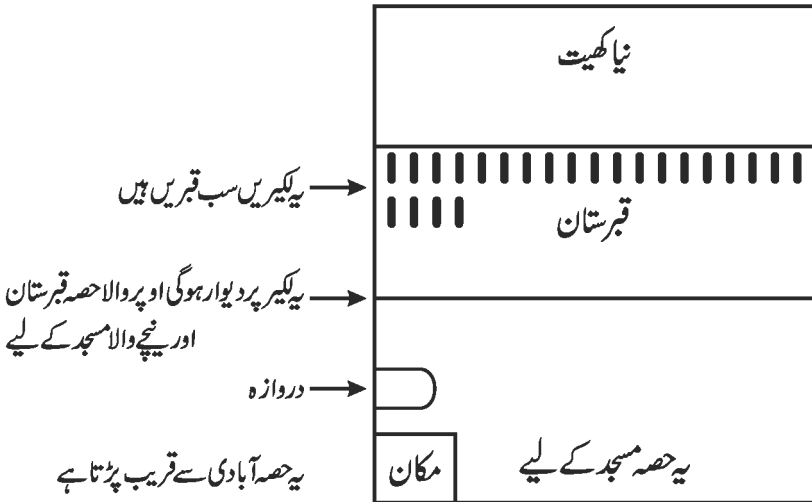 نیا کھیت
یہ لکیریں سب قبریں ہیں
قبرستان
یہ لکیر پر دیوار ہوگی اوپر والا حصہ قبرستان
اور نیچے والا مسجد کے لیے
دروازہ
یہ حصہ مسجد کے لیے
مکان
یہ حصہ آبادی سے قریب پڑتا ہے